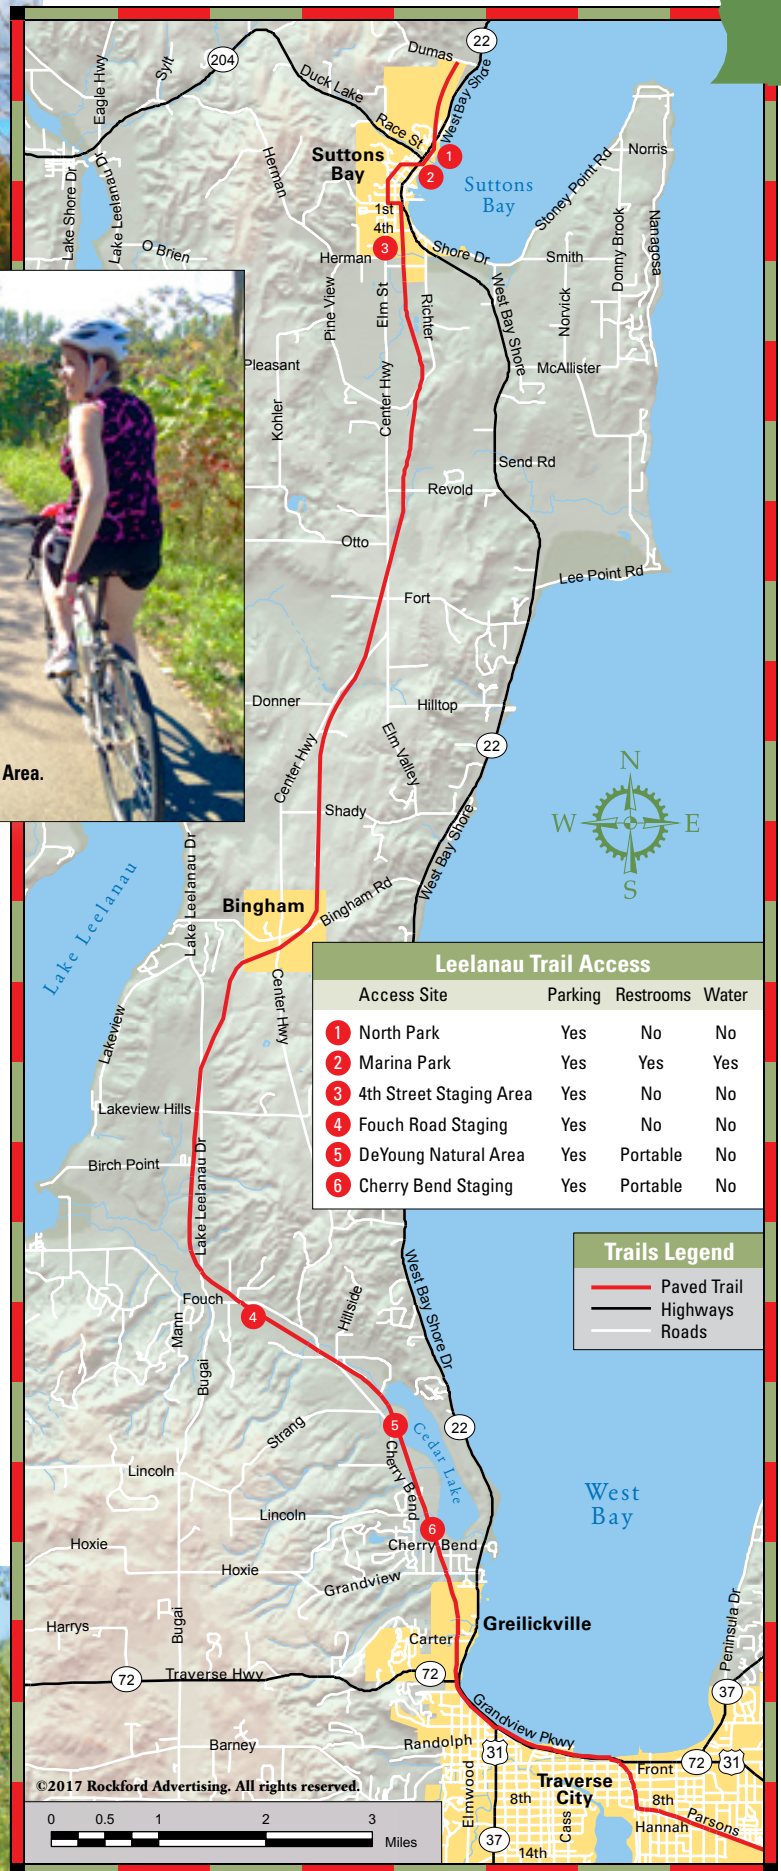 22
Dumas
204
Sylt
Eagle Hwy
Duck Lake
West Bay Shore
Race St
Suttons
Bay
1
2
Suttons
Bay
Norris
Stoney Point Rd
Herman
Lake Shore Dr
Lake Leelanau Dr
O Brien
1st
4th
3
Herman
Shore Dr
Smith
Donny Brook
Nanagosa
Pine View
Elm St
Richter
West Bay Shore
Norvick
Pleasant
McAllister
Kohler
Center Hwy
Send Rd
Revold
Otto
Lee Point Rd
Fort
Donner
Hilltop
Elm Valley
22
Center Hwy
Area.
Shady
West Bay Shore
N
W
E
S
Lake Leelanau
Lake Leelanau Dr
Bingham
Bingham Rd
Center Hwy
Lakeview
Leelanau Trail Access
Access Site Parking Restrooms Water
1 North Park Yes No No
2 Marina Park Yes Yes Yes
3 4th Street Staging Area Yes No No
4 Fouch Road Staging Yes No No
5 DeYoung Natural Area Yes Portable No
6 Cherry Bend Staging Yes Portable No
Lakeview Hills
Birch Point
Lake Leelanau Dr
Trails Legend
Paved Trail
Highways
Roads
West Bay Shore Dr
Fouch
4
Hillside
Mann
Bugai
5
22
Cedar Lake
Strang
Cherry Bend
Lincoln
West
Bay
Lincoln
6
Cherry Bend
Hoxie
Hoxie
Grandview
Harrys
Bugai
Greilickville
Carter
Peninsula Dr
72
Traverse Hwy
72
37
Grandview Pkwy
Barney
Randolph
31
Front
72
31
Traverse
City
©2017 Rockford Advertising. All rights reserved.
Elmwood
8th
Cass
8th
Hannah
Parsons
0 0.5 1 2 3
Miles
37
14th